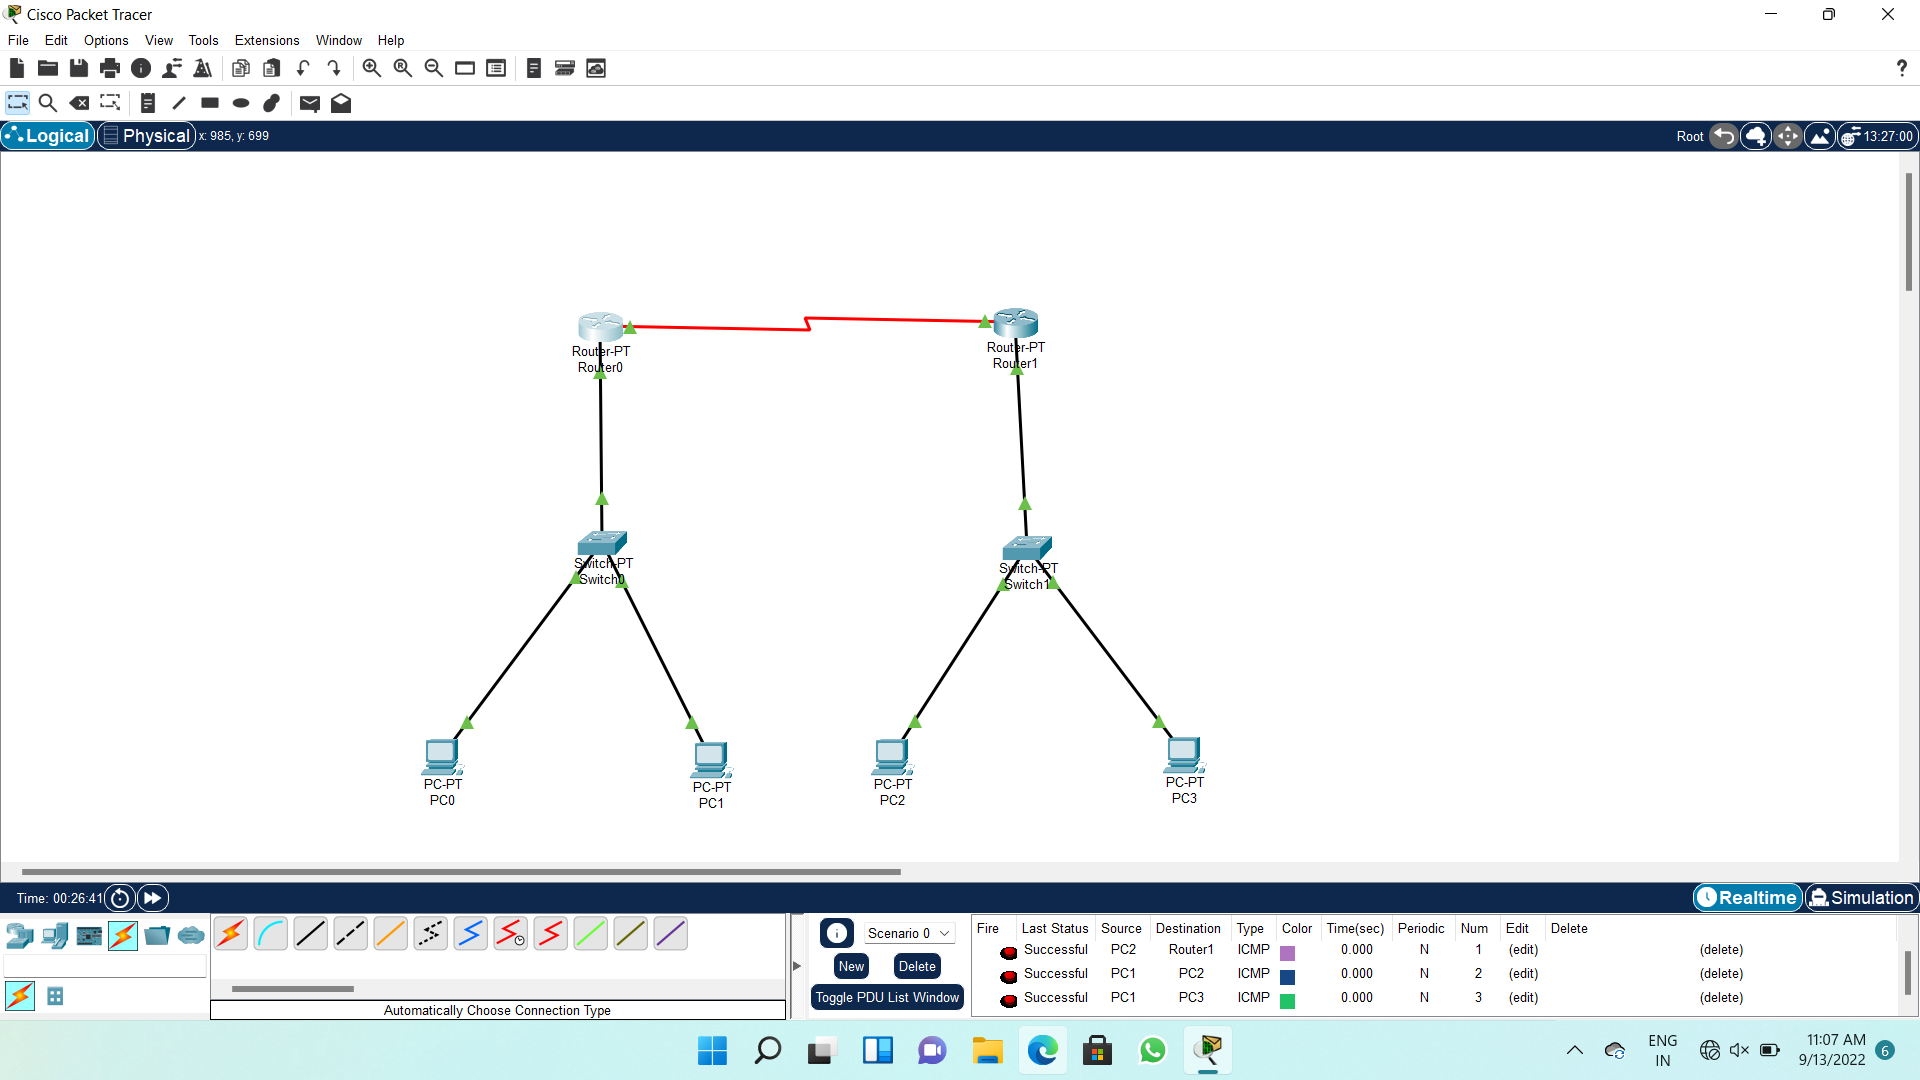 Cisco Packet Tracer
File Edit Options View Tools Extensions Window Help
?
Logical Physical x: 985, y: 699 Root 13:27:00
Router-PT
Router0
Router-PT
Router1
Switch-PT
Switch0
Switch-PT
Switch1
PC-PT
PC0
PC-PT
PC1
PC-PT
PC2
PC-PT
PC3
Time: 00:26:41 Realtime Simulation
Scenario 0
New Delete
Toggle PDU List Window
Automatically Choose Connection Type
Fire Last Status Source Destination Type Color Time(sec) Periodic Num Edit Delete
Successful PC2 Router1 ICMP 0.000 N 1 (edit) (delete)
Successful PC1 PC2 ICMP 0.000 N 2 (edit) (delete)
Successful PC1 PC3 ICMP 0.000 N 3 (edit) (delete)
ENG
IN
11:07 AM
9/13/2022
6